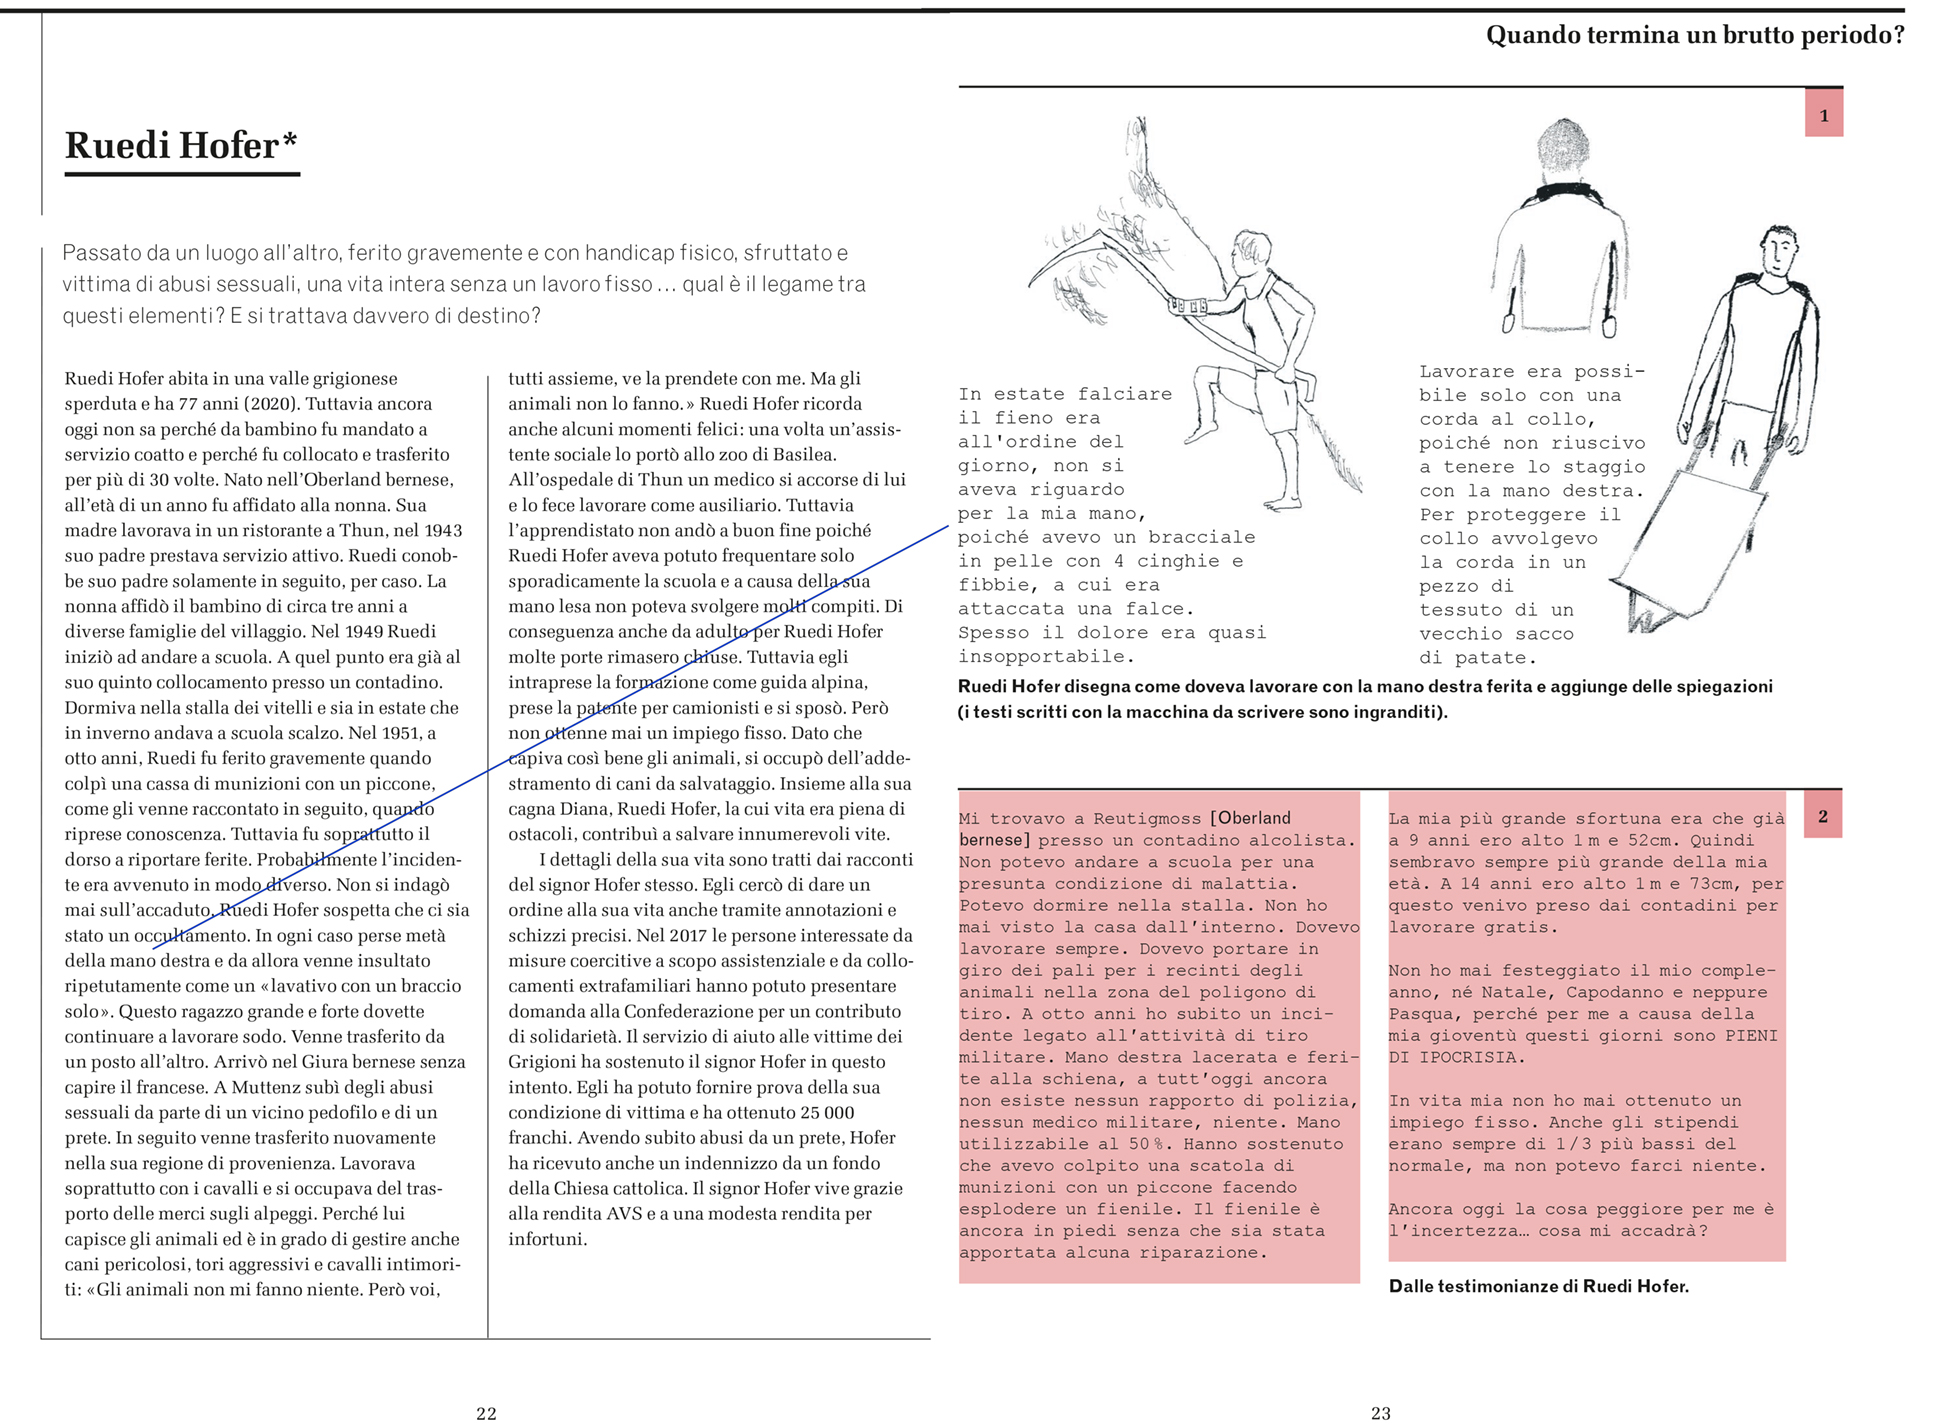 Quando termina un brutto periodo?
Ruedi Hofer*
Passato da un luogo all’altro, ferito gravemente e con handicap fisico, sfruttato e
vittima di abusi sessuali, una vita intera senza un lavoro fisso … qual è il legame tra
questi elementi? E si trattava davvero di destino?
Ruedi Hofer abita in una valle grigionese
sperduta e ha 77 anni (2020). Tuttavia ancora
oggi non sa perché da bambino fu mandato a
servizio coatto e perché fu collocato e trasferito
per più di 30 volte. Nato nell’Oberland bernese,
all’età di un anno fu affidato alla nonna. Sua
madre lavorava in un ristorante a Thun, nel 1943
suo padre prestava servizio attivo. Ruedi conob-
be suo padre solamente in seguito, per caso. La
nonna affidò il bambino di circa tre anni a
diverse famiglie del villaggio. Nel 1949 Ruedi
iniziò ad andare a scuola. A quel punto era già al
suo quinto collocamento presso un contadino.
Dormiva nella stalla dei vitelli e sia in estate che
in inverno andava a scuola scalzo. Nel 1951, a
otto anni, Ruedi fu ferito gravemente quando
colpì una cassa di munizioni con un piccone,
come gli venne raccontato in seguito, quando
riprese conoscenza. Tuttavia fu soprattutto il
dorso a riportare ferite. Probabilmente l’inciden-
te era avvenuto in modo diverso. Non si indagò
mai sull’accaduto, Ruedi Hofer sospetta che ci sia
stato un occultamento. In ogni caso perse metà
della mano destra e da allora venne insultato
ripetutamente come un «lavativo con un braccio
solo». Questo ragazzo grande e forte dovette
continuare a lavorare sodo. Venne trasferito da
un posto all’altro. Arrivò nel Giura bernese senza
capire il francese. A Muttenz subì degli abusi
sessuali da parte di un vicino pedofilo e di un
prete. In seguito venne trasferito nuovamente
nella sua regione di provenienza. Lavorava
soprattutto con i cavalli e si occupava del tras-
porto delle merci sugli alpeggi. Perché lui
capisce gli animali ed è in grado di gestire anche
cani pericolosi, tori aggressivi e cavalli intimori-
ti: «Gli animali non mi fanno niente. Però voi,
tutti assieme, ve la prendete con me. Ma gli
animali non lo fanno.» Ruedi Hofer ricorda
anche alcuni momenti felici: una volta un’assis-
tente sociale lo portò allo zoo di Basilea.
All’ospedale di Thun un medico si accorse di lui
e lo fece lavorare come ausiliario. Tuttavia
l’apprendistato non andò a buon fine poiché
Ruedi Hofer aveva potuto frequentare solo
sporadicamente la scuola e a causa della sua
mano lesa non poteva svolgere molti compiti. Di
conseguenza anche da adulto per Ruedi Hofer
molte porte rimasero chiuse. Tuttavia egli
intraprese la formazione come guida alpina,
prese la patente per camionisti e si sposò. Però
non ottenne mai un impiego fisso. Dato che
capiva così bene gli animali, si occupò dell’adde-
stramento di cani da salvataggio. Insieme alla sua
cagna Diana, Ruedi Hofer, la cui vita era piena di
ostacoli, contribuì a salvare innumerevoli vite.
I dettagli della sua vita sono tratti dai racconti
del signor Hofer stesso. Egli cercò di dare un
ordine alla sua vita anche tramite annotazioni e
schizzi precisi. Nel 2017 le persone interessate da
misure coercitive a scopo assistenziale e da collo-
camenti extrafamiliari hanno potuto presentare
domanda alla Confederazione per un contributo
di solidarietà. Il servizio di aiuto alle vittime dei
Grigioni ha sostenuto il signor Hofer in questo
intento. Egli ha potuto fornire prova della sua
condizione di vittima e ha ottenuto 25 000
franchi. Avendo subito abusi da un prete, Hofer
ha ricevuto anche un indennizzo da un fondo
della Chiesa cattolica. Il signor Hofer vive grazie
alla rendita AVS e a una modesta rendita per
infortuni.
22
1
In estate falciare
il fieno era
all'ordine del
giorno, non si
aveva riguardo
per la mia mano,
poiché avevo un bracciale
in pelle con 4 cinghie e
fibbie, a cui era
attaccata una falce.
Spesso il dolore era quasi
insopportabile.
Lavorare era possi-
bile solo con una
corda al collo,
poiché non riuscivo
a tenere lo staggio
con la mano destra.
Per proteggere il
collo avvolgevo
la corda in un
pezzo di
tessuto di un
vecchio sacco
di patate.
Ruedi Hofer disegna come doveva lavorare con la mano destra ferita e aggiunge delle spiegazioni
(i testi scritti con la macchina da scrivere sono ingranditi).
2
Mi trovavo a Reutigmoss [Oberland
bernese] presso un contadino alcolista.
Non potevo andare a scuola per una
presunta condizione di malattia.
Potevo dormire nella stalla. Non ho
mai visto la casa dall’interno. Dovevo
lavorare sempre. Dovevo portare in
giro dei pali per i recinti degli
animali nella zona del poligono di
tiro. A otto anni ho subito un inci-
dente legato all’attività di tiro
militare. Mano destra lacerata e feri-
te alla schiena, a tutt’oggi ancora
non esiste nessun rapporto di polizia,
nessun medico militare, niente. Mano
utilizzabile al 50%. Hanno sostenuto
che avevo colpito una scatola di
munizioni con un piccone facendo
esplodere un fienile. Il fienile è
ancora in piedi senza che sia stata
apportata alcuna riparazione.
La mia più grande sfortuna era che già
a 9 anni ero alto 1 m e 52cm. Quindi
sembravo sempre più grande della mia
età. A 14 anni ero alto 1 m e 73cm, per
questo venivo preso dai contadini per
lavorare gratis.
Non ho mai festeggiato il mio comple-
anno, né Natale, Capodanno e neppure
Pasqua, perché per me a causa della
mia gioventù questi giorni sono PIENI
DI IPOCRISIA.
In vita mia non ho mai ottenuto un
impiego fisso. Anche gli stipendi
erano sempre di 1/3 più bassi del
normale, ma non potevo farci niente.
Ancora oggi la cosa peggiore per me è
l’incertezza… cosa mi accadrà?
Dalle testimonianze di Ruedi Hofer.
23